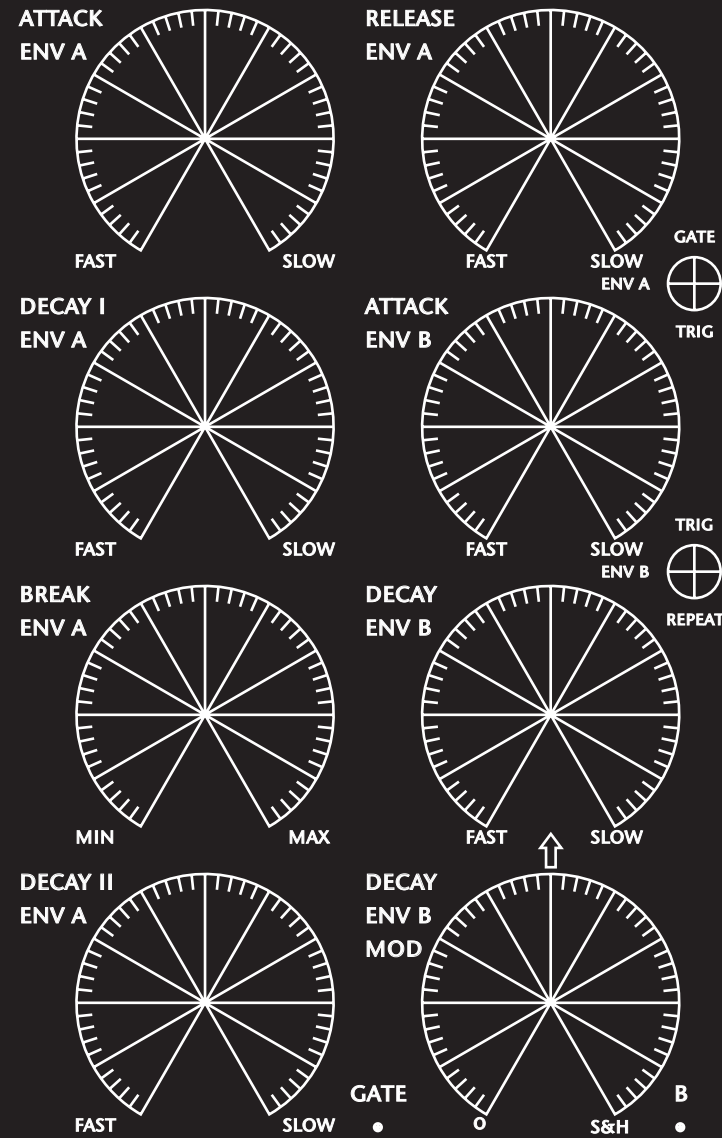 ATTACK
ENV A
FAST
SLOW
RELEASE
ENV A
FAST
SLOW
GATE
ENV A
TRIG
DECAY I
ENV A
FAST
SLOW
ATTACK
ENV B
FAST
SLOW
TRIG
ENV B
REPEAT
BREAK
ENV A
MIN
MAX
DECAY
ENV B
FAST
SLOW
DECAY II
ENV A
FAST
SLOW
DECAY
ENV B
MOD
O
S&H
GATE
B